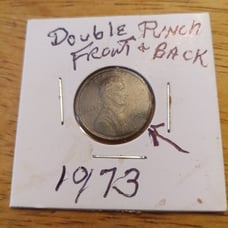 Double Punch
Front + Back
1973